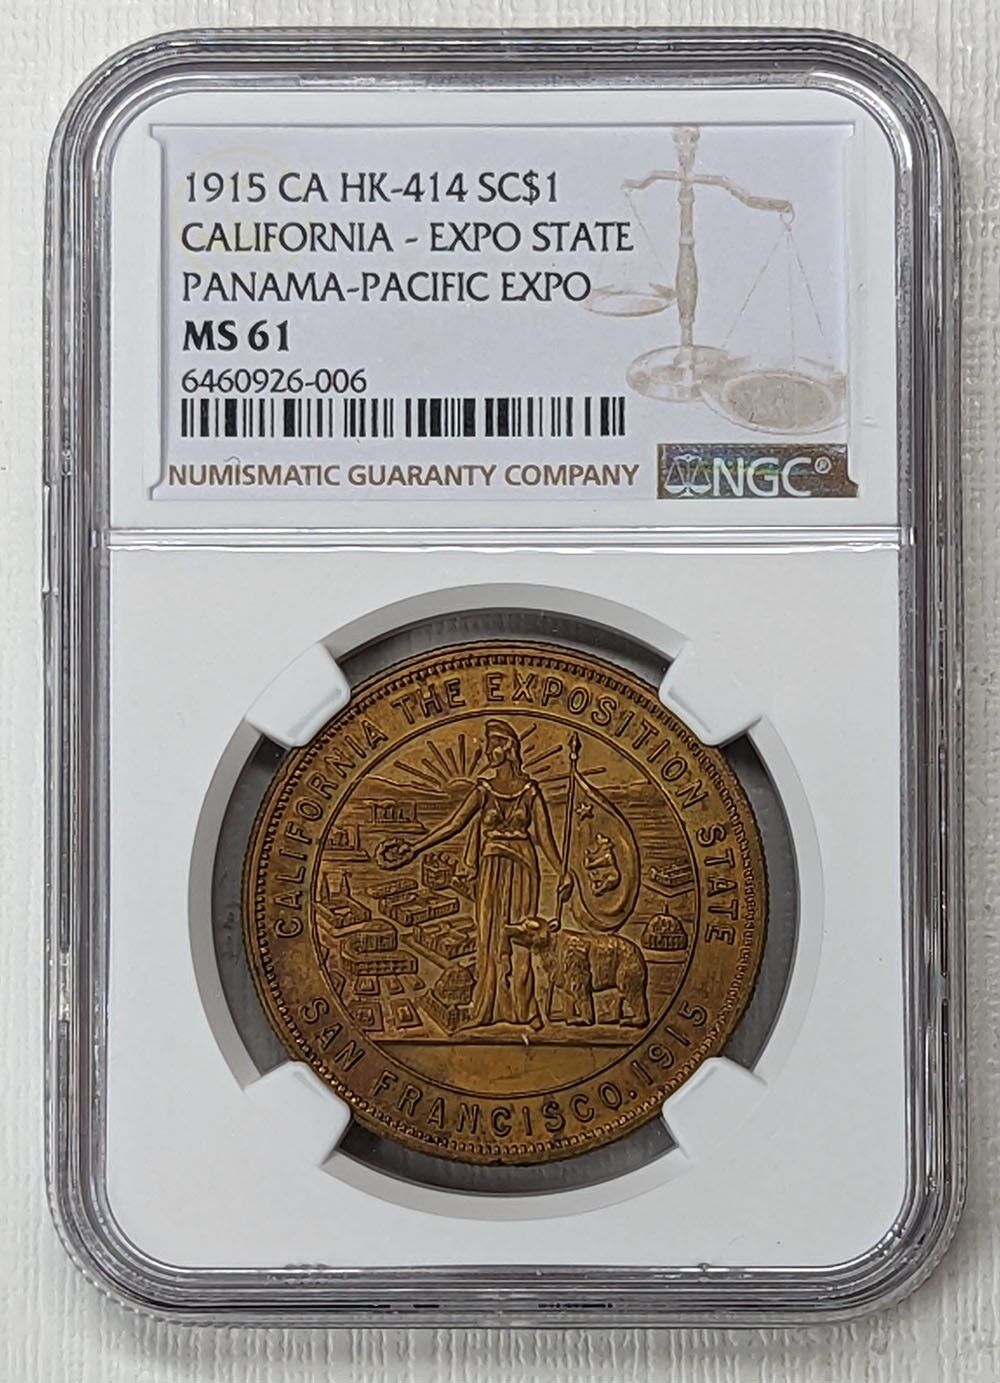 1915 CA HK-414 SC$1
CALIFORNIA - EXPO STATE
PANAMA-PACIFIC EXPO
MS 61
6460926-006
NUMISMATIC GUARANTY COMPANY
NGC®
CALIFORNIA THE EXPOSITION STATE
SAN FRANCISCO. 1915